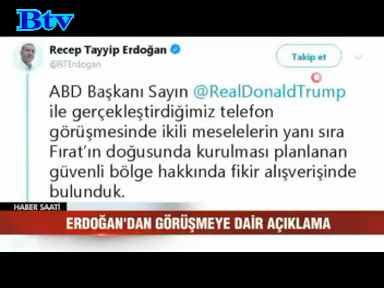 Btv
Recep Tayyip Erdoğan
@RTErdogan
Takip et
ABD Başkanı Sayın @RealDonaldTrump
ile gerçekleştirdiğimiz telefon
görüşmesinde ikili meselelerin yanı sıra
Fırat'ın doğusunda kurulması planlanan
güvenli bölge hakkında fikir alışverişinde
bulunduk.
HABER SAATİ
ERDOĞAN'DAN GÖRÜŞMEYE DAİR AÇIKLAMA